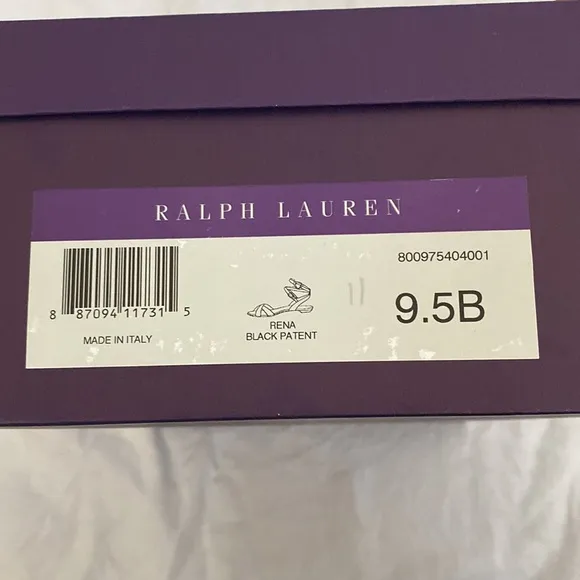 RALPH LAUREN
8 87094 11731 5
MADE IN ITALY
RENA
BLACK PATENT
11
800975404001
9.5B